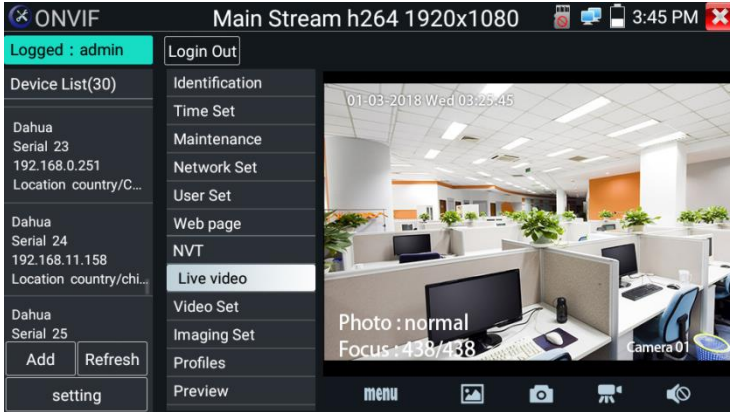 ONVIF
Main Stream h264 1920x1080
3:45 PM
Logged : admin
Login Out
Device List(30)
Dahua
Serial 23
192.168.0.251
Location country/C...
Dahua
Serial 24
192.168.11.158
Location country/chi...
Dahua
Serial 25
Add
Refresh
setting
Identification
Time Set
Maintenance
Network Set
User Set
Web page
NVT
Live video
Video Set
Imaging Set
Profiles
Preview
01-03-2018 Wed 03:25:45
Photo : normal
Focus : 438/438
Camera 01
menu